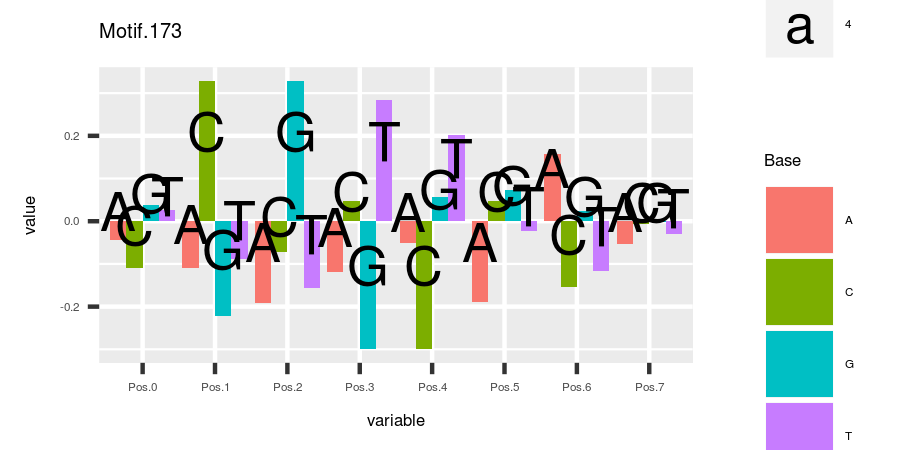 Motif.173
a 4
0.2
0.0
-0.2
value
A C G T A C G T A C G T A C G T A C G T A C G T A C G T A C G T
Pos.0 Pos.1 Pos.2 Pos.3 Pos.4 Pos.5 Pos.6 Pos.7
variable
Base
A
C
G
T